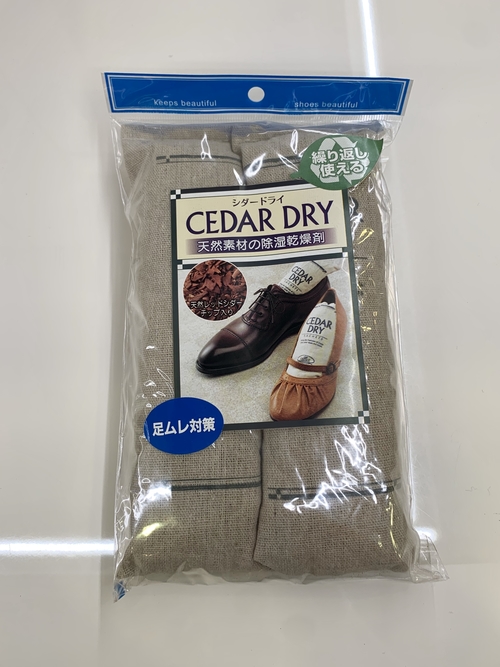 Keeps beautiful
shoes beautiful
繰り返し
使える
シダードライ
CEDAR DRY
天然素材の除湿乾燥剤
天然レッドシダー
チップ入り
CEDAR
DRY
CEDAR
DRY
足ムレ対策